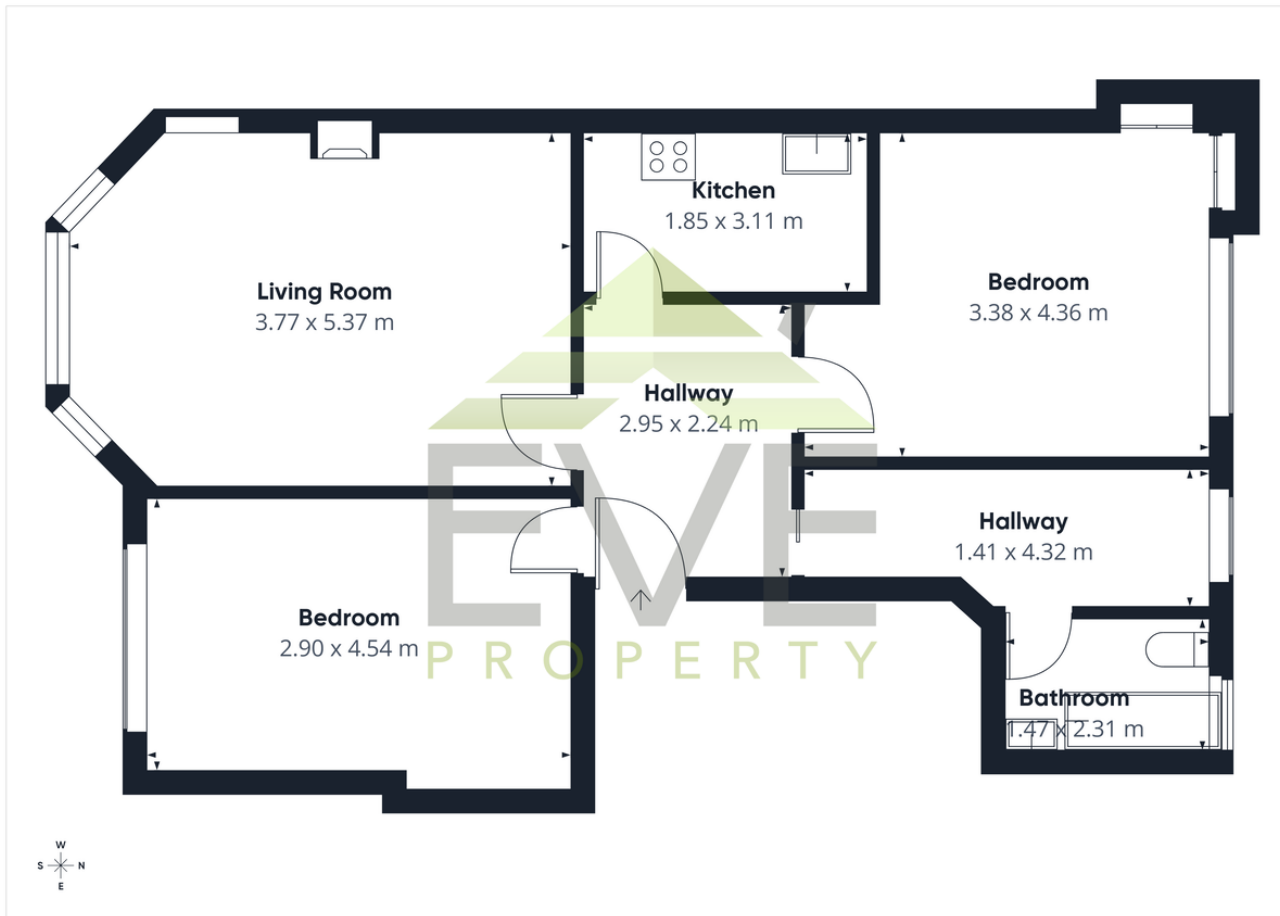 Kitchen
1.85 x 3.11 m
Living Room
3.77 x 5.37 m
Bedroom
3.38 x 4.36 m
Hallway
2.95 x 2.24 m
EVE
PROPERTY
Hallway
1.41 x 4.32 m
Bedroom
2.90 x 4.54 m
Bathroom
1.47 x 2.31 m
W
S N
E